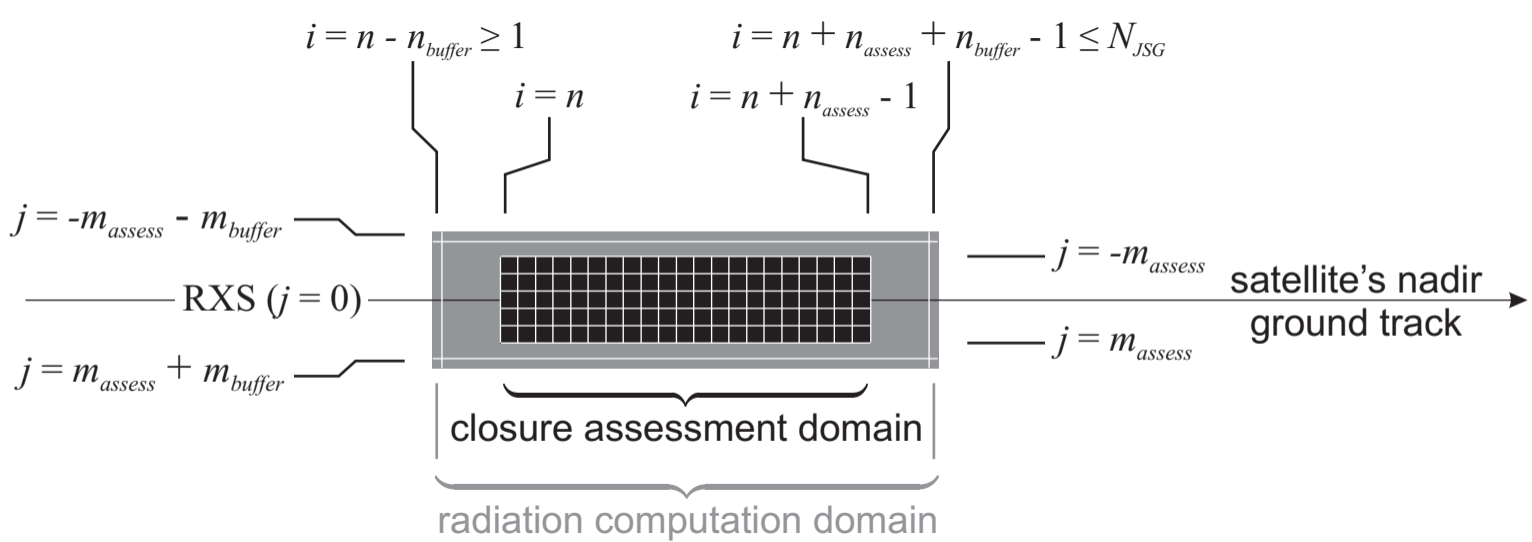 i = n - n_buffer ≥ 1
i = n + n_assess + n_buffer - 1 ≤ N_JSG
i = n
i = n + n_assess - 1
j = -m_assess - m_buffer
j = -m_assess
RXS (j = 0)
satellite's nadir
ground track
j = m_assess
j = m_assess + m_buffer
closure assessment domain
radiation computation domain